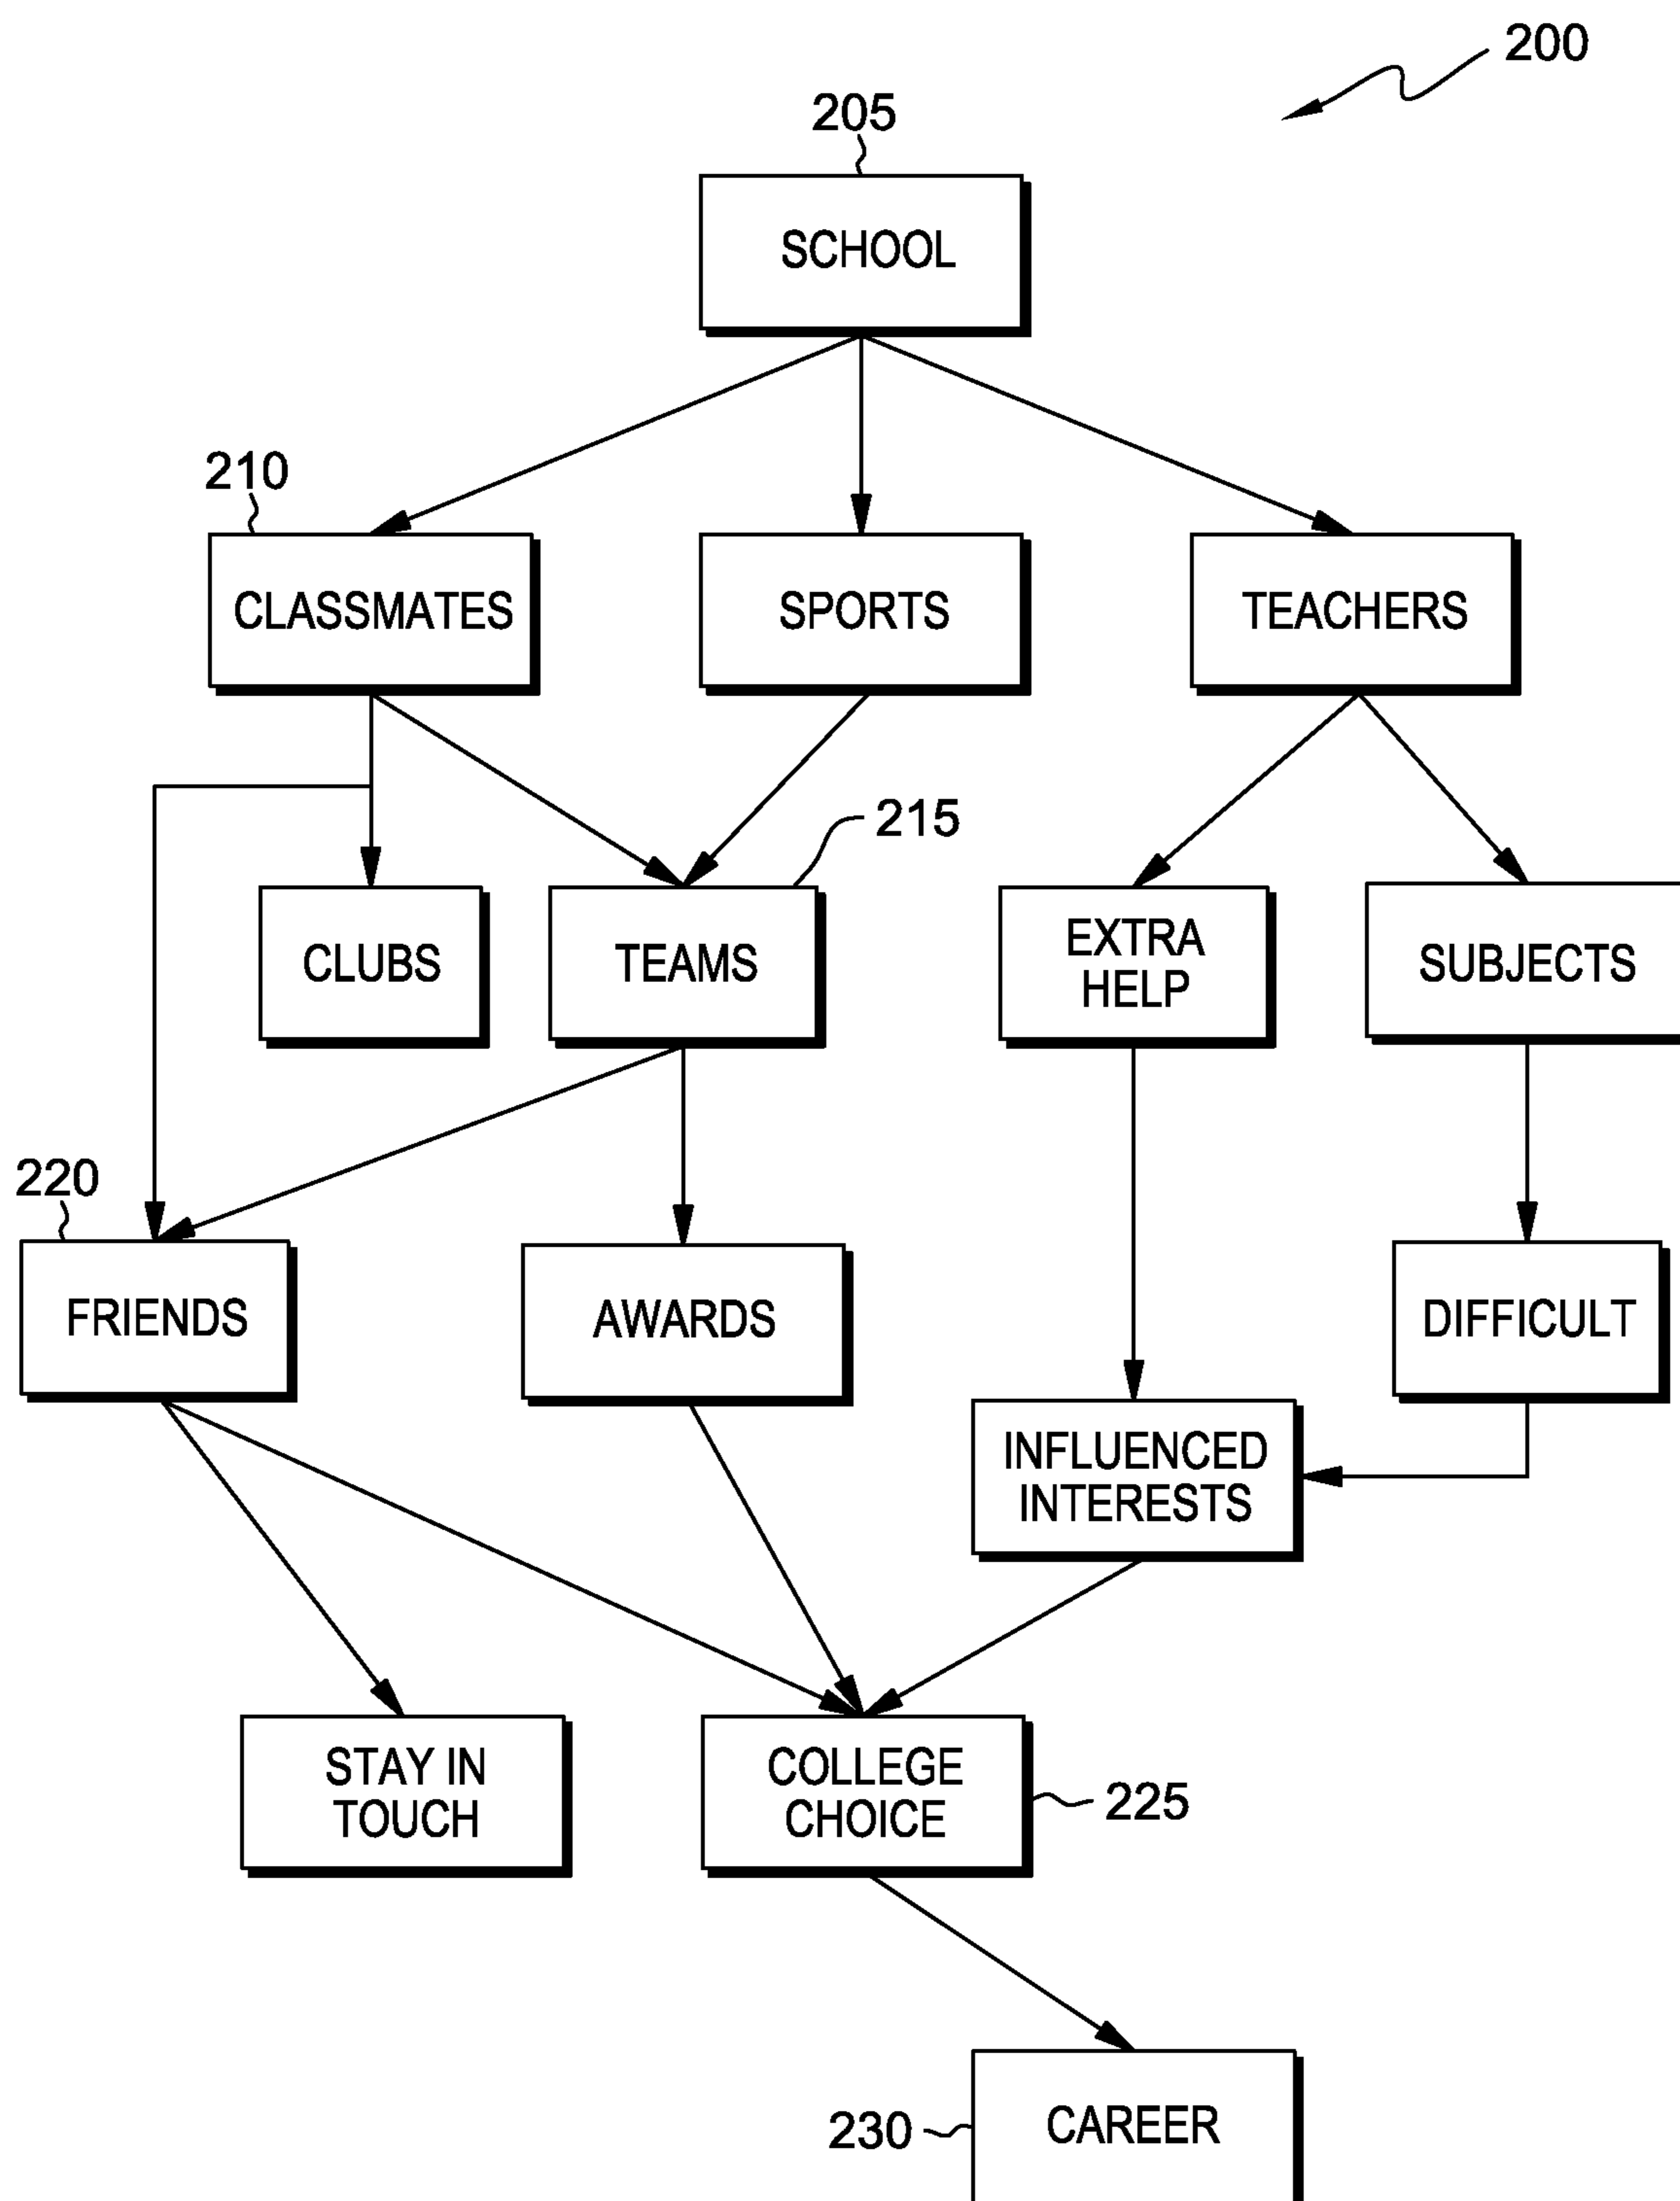 200
205
SCHOOL
210
CLASSMATES
SPORTS
TEACHERS
215
CLUBS
TEAMS
EXTRA
HELP
SUBJECTS
220
FRIENDS
AWARDS
DIFFICULT
INFLUENCED
INTERESTS
STAY IN
TOUCH
COLLEGE
CHOICE
225
230
CAREER